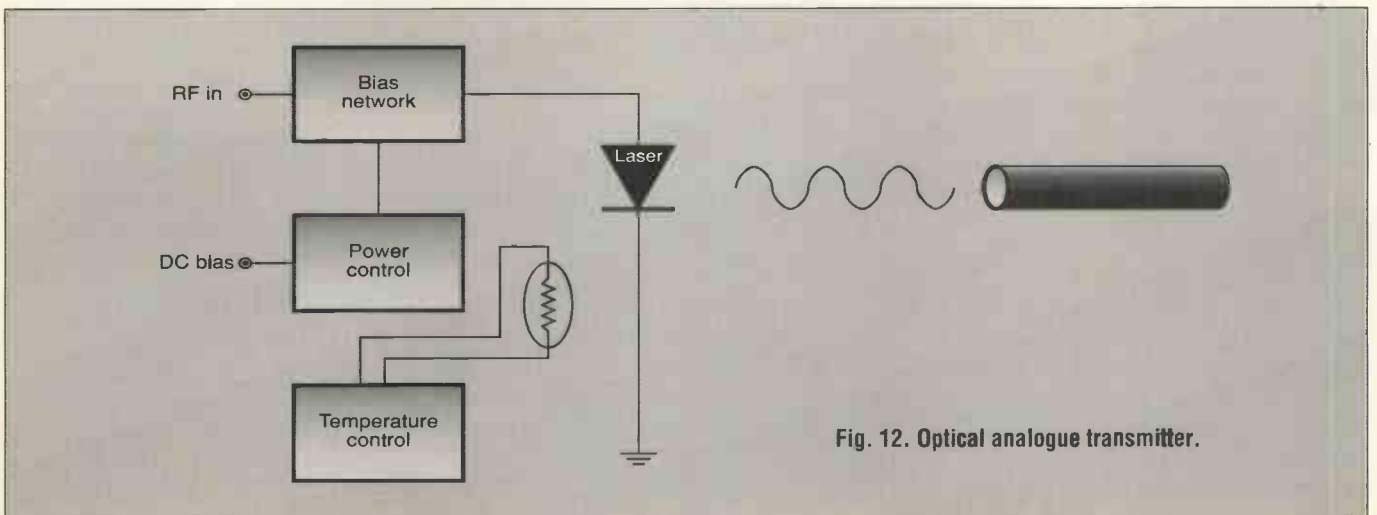 RF in
Bias
network
Laser
DC bias
Power
control
Temperature
control
Fig. 12. Optical analogue transmitter.